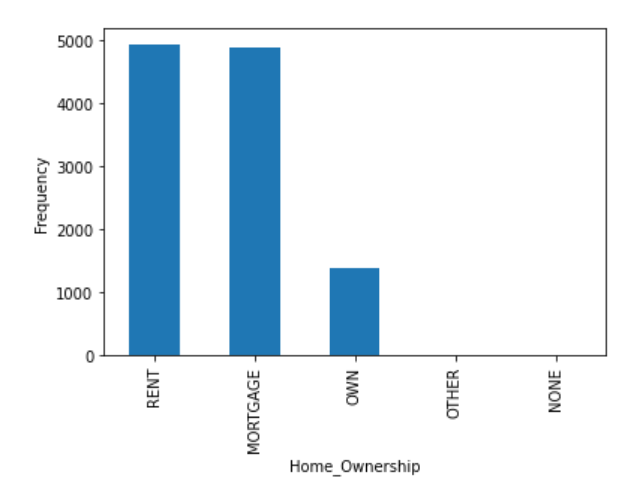 5000
4000
3000
2000
1000
0
Frequency
RENT
MORTGAGE
OWN
OTHER
NONE
Home_Ownership